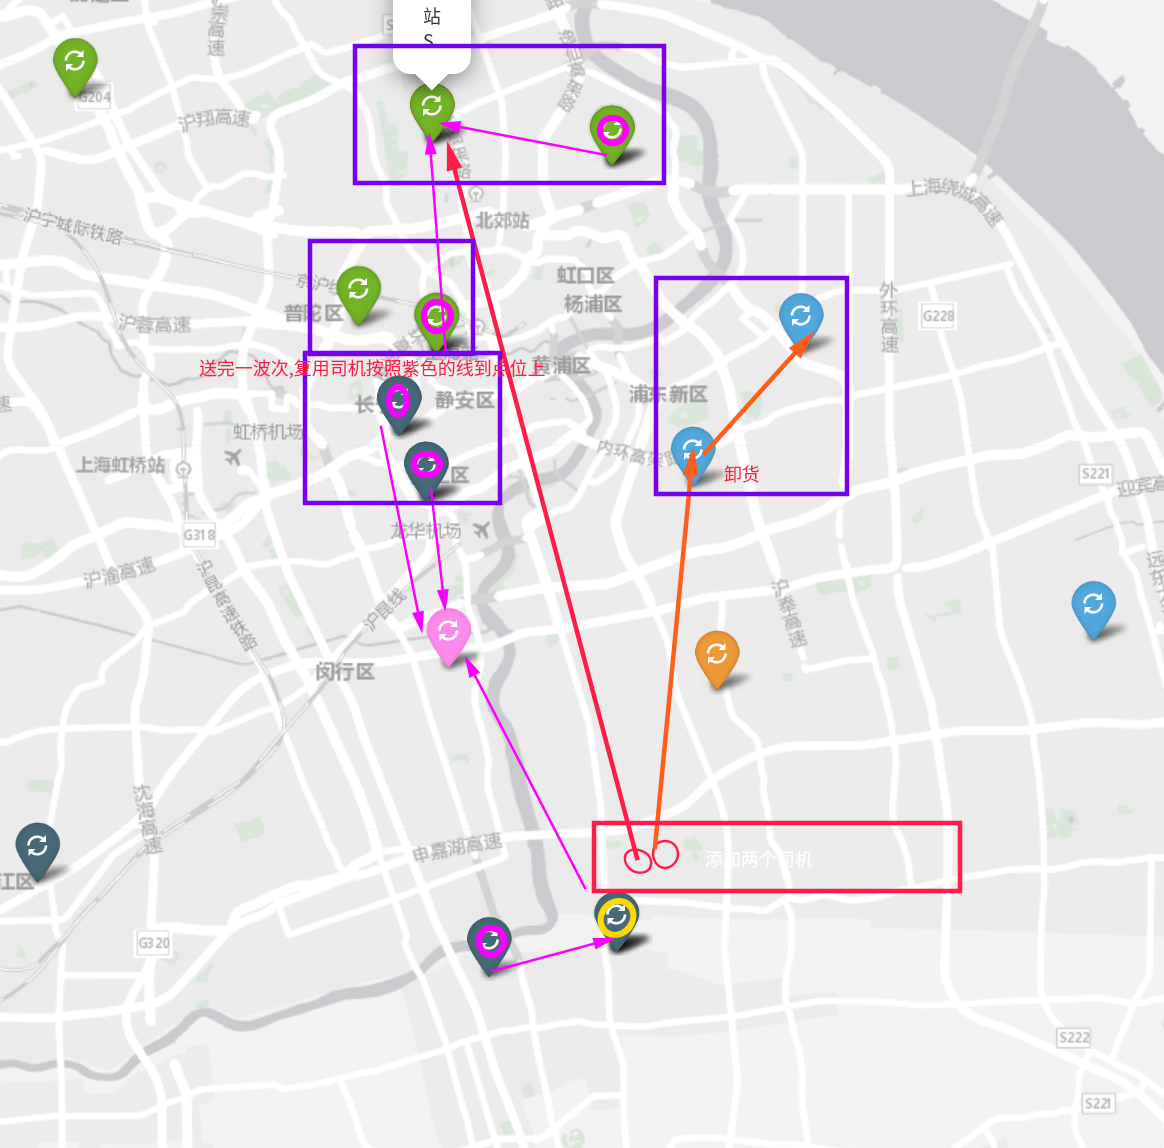 站
S
G204
沪翔高速
上海绕城高速
沪宁城际铁路
北郊站
虹口区
杨浦区
普陀区
沪蓉高速
外环高速
G228
黄浦区
送完一波次,复用司机按照紫色的线到点位上
浦东新区
静安区
长
虹桥机场
上海虹桥站
内环高架
卸货
S221
迎宾高
区
G318
龙华机场
沪渝高速
沪昆高速铁路
沪昆线
沪奉高速
远东
闵行区
添加两个司机
申嘉湖高速
江区
G320
S222
S221